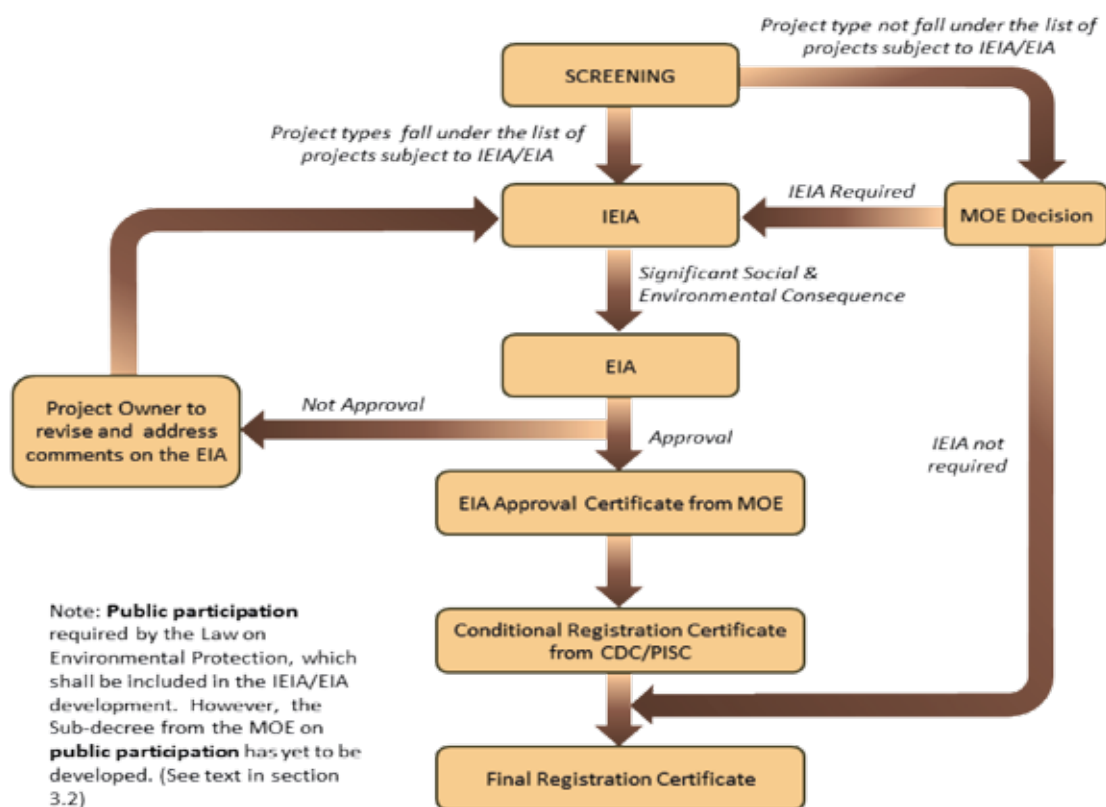 Project type not fall under the list of
projects subject to IEIA/EIA
SCREENING
Project types fall under the list of
projects subject to IEIA/EIA
IEIA
IEIA Required
MOE Decision
Significant Social &
Environmental Consequence
EIA
Project Owner to
revise and address
comments on the EIA
Not Approval
Approval
IEIA not
required
EIA Approval Certificate from MOE
Conditional Registration Certificate
from CDC/PISC
Final Registration Certificate
Note: Public participation
required by the Law on
Environmental Protection, which
shall be included in the IEIA/EIA
development. However, the
Sub-decree from the MOE on
public participation has yet to be
developed. (See text in section
3.2)